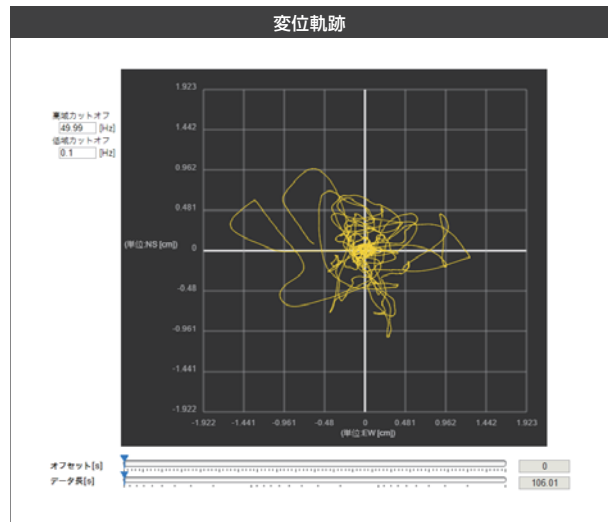 変位軌跡
高域カットオフ
49.99 [Hz]
低域カットオフ
0.1 [Hz]
1.923
1.442
0.962
0.481
(単位:NS [cm])
0
-0.48
-0.961
-1.441
-1.922
-1.922 -1.441 -0.961 -0.48 0 0.481 0.962 1.442 1.923
(単位:EW [cm])
オフセット[s] 0
データ長[s] 106.01